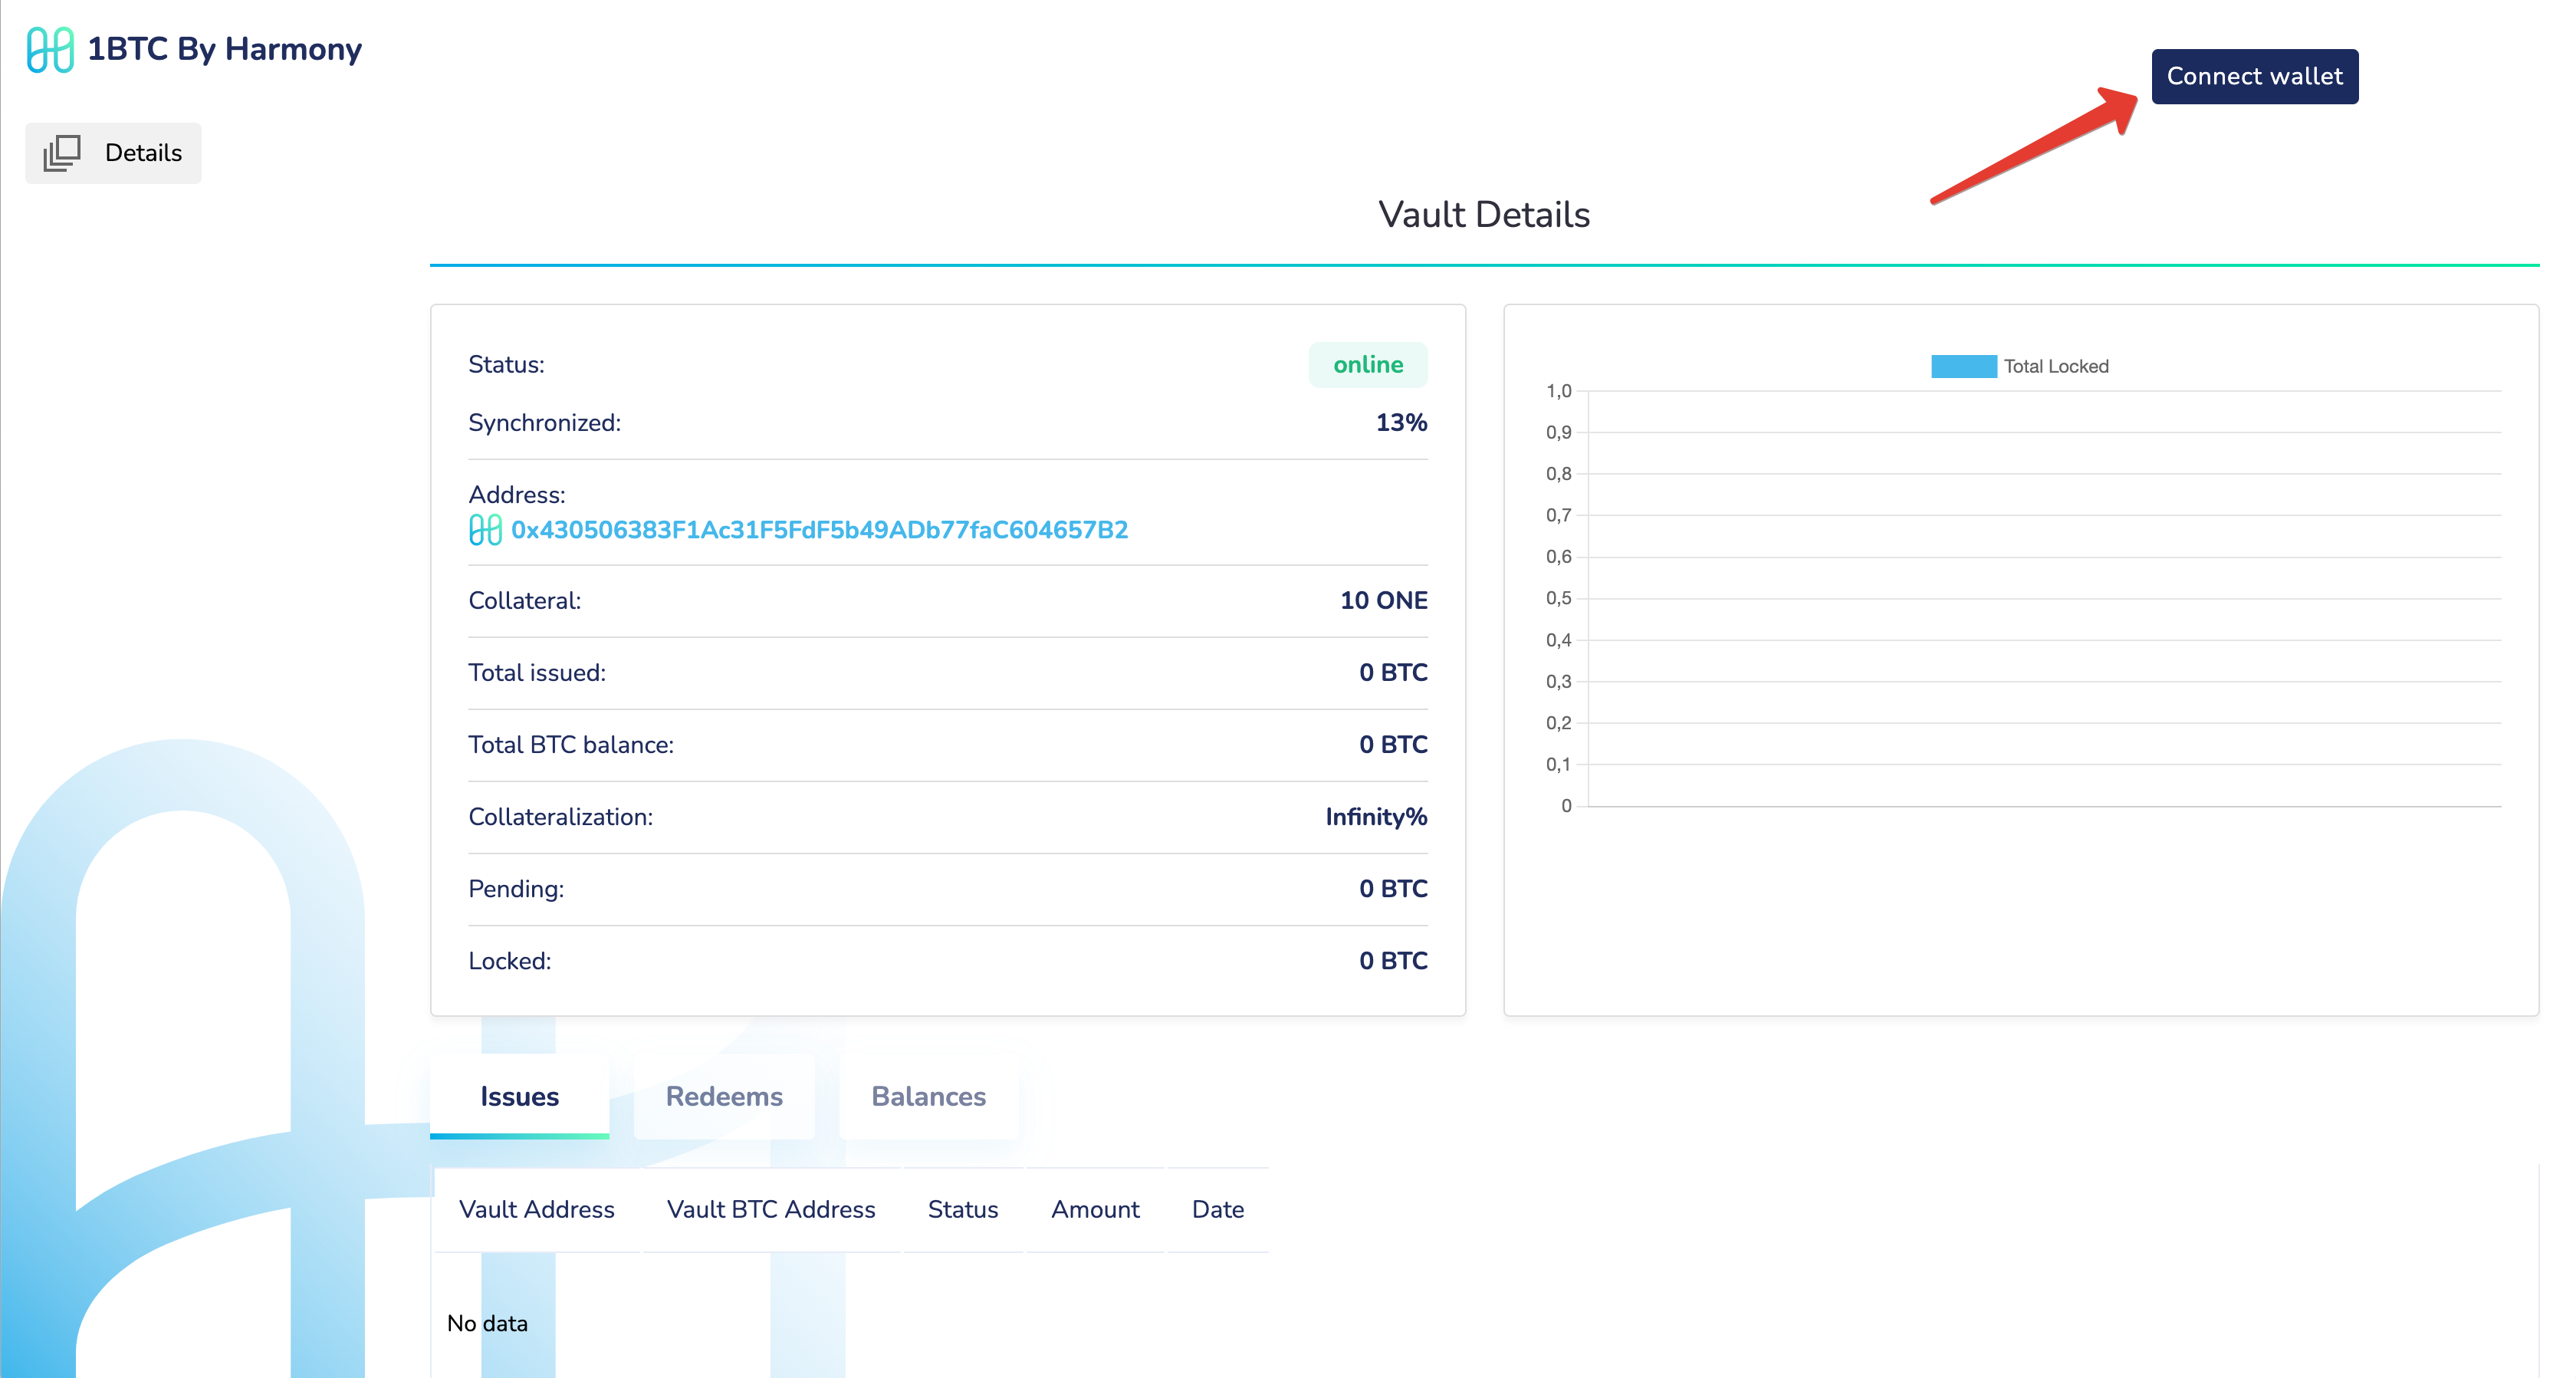 1BTC By Harmony
Connect wallet
Details
Vault Details
Status: online
Synchronized: 13%
Address:
0x430506383F1Ac31F5FdF5b49ADb77faC604657B2
Collateral: 10 ONE
Total issued: 0 BTC
Total BTC balance: 0 BTC
Collateralization: Infinity%
Pending: 0 BTC
Locked: 0 BTC
Total Locked
1,0
0,9
0,8
0,7
0,6
0,5
0,4
0,3
0,2
0,1
0
Issues Redeems Balances
Vault Address Vault BTC Address Status Amount Date
No data